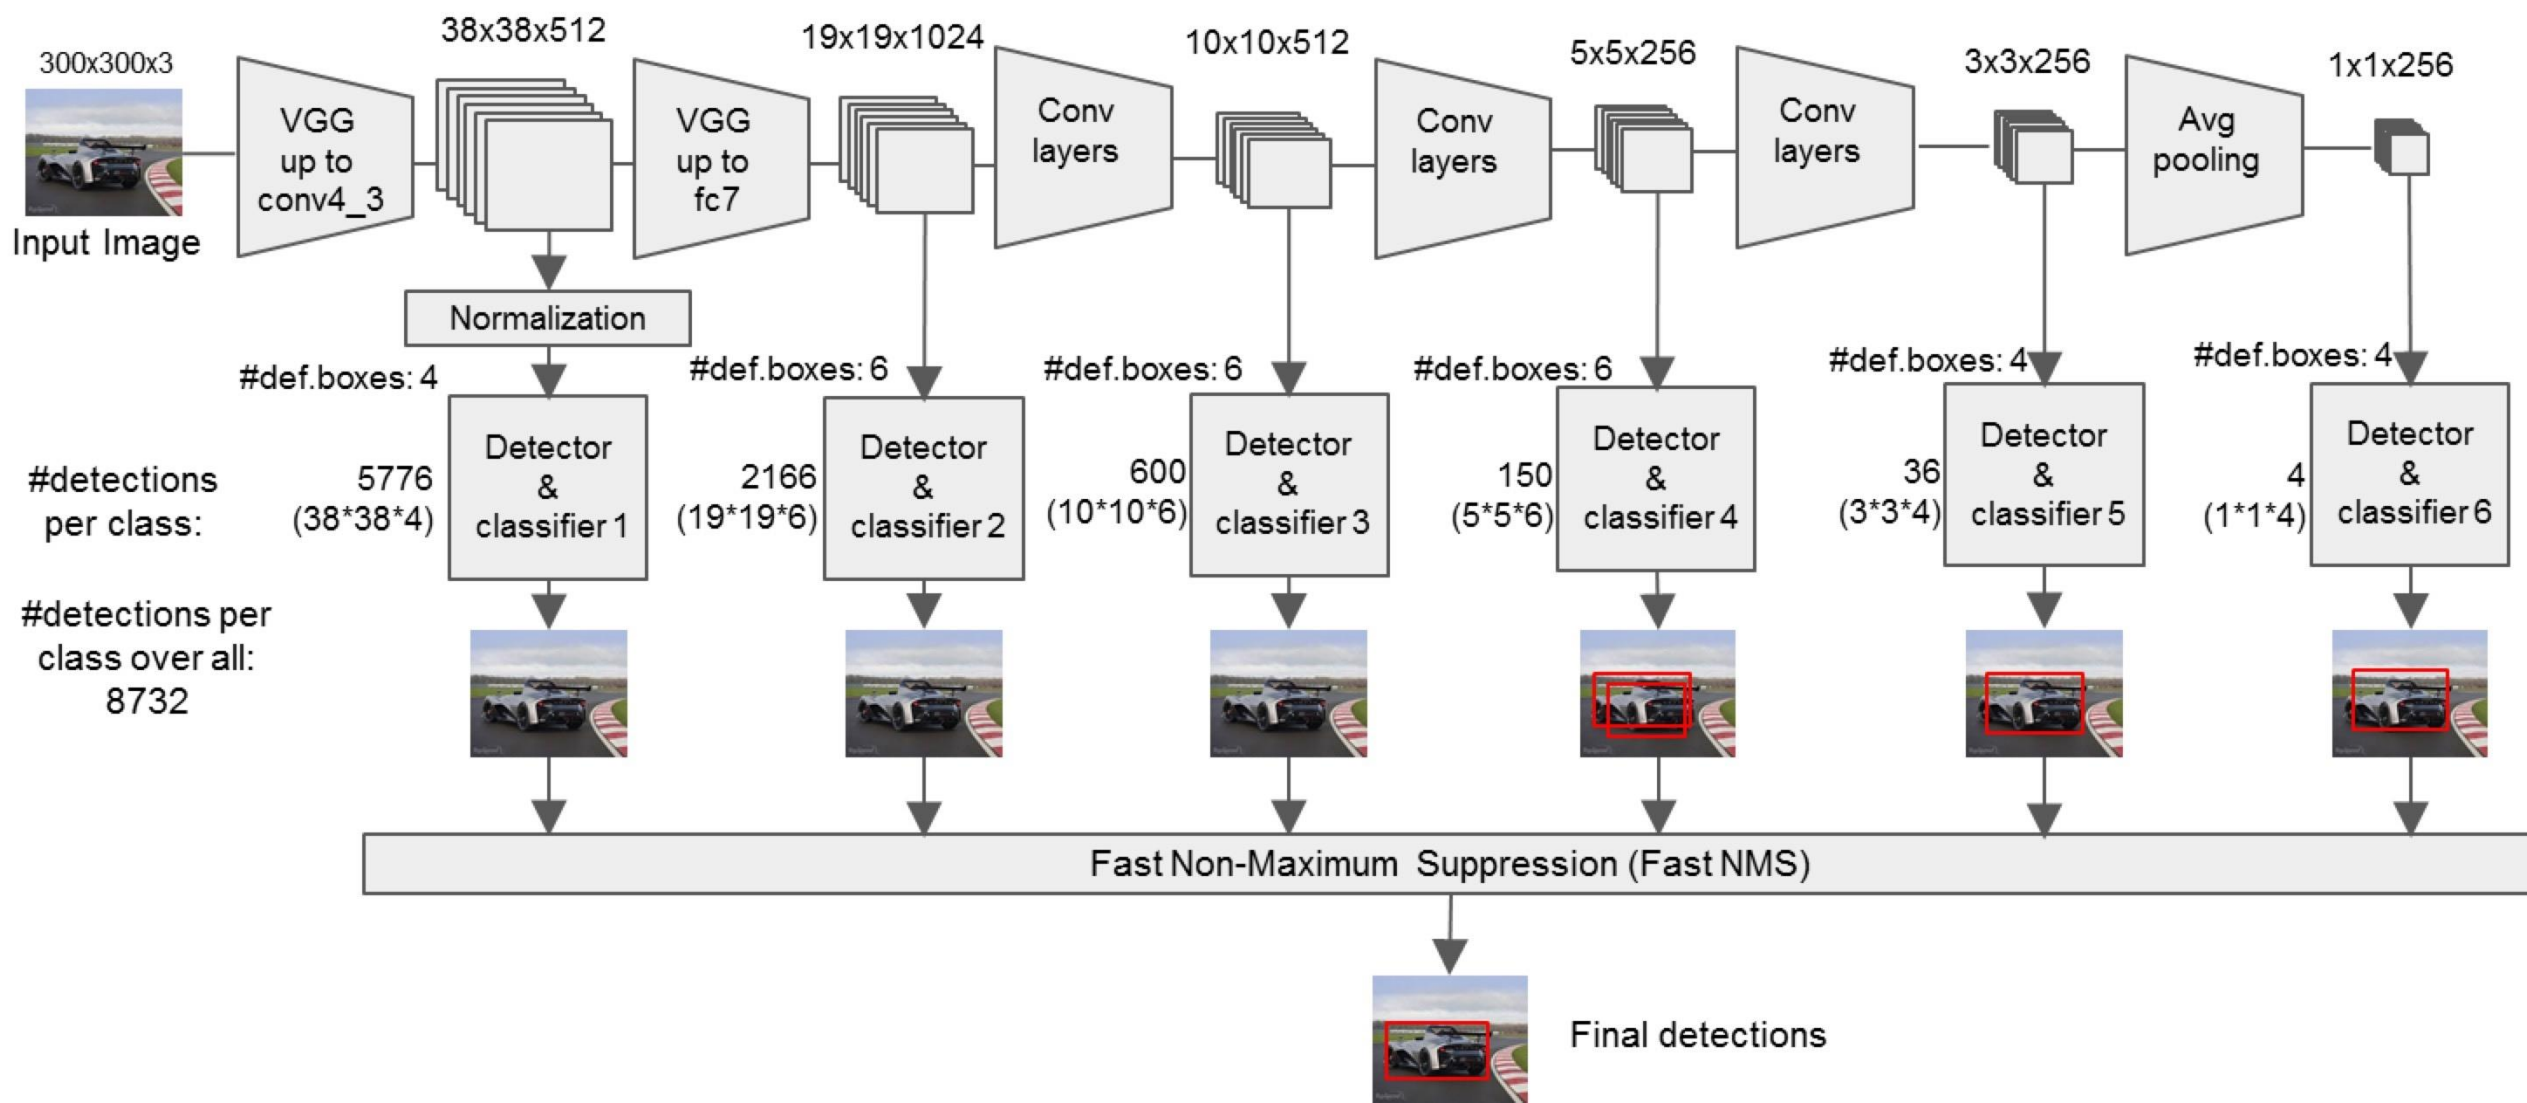 300x300x3
38x38x512
19x19x1024
10x10x512
5x5x256
3x3x256
1x1x256
Input Image
VGG
up to
conv4_3
VGG
up to
fc7
Conv
layers
Conv
layers
Conv
layers
Avg
pooling
Normalization
#def.boxes: 4
#def.boxes: 6
#def.boxes: 6
#def.boxes: 6
#def.boxes: 4
#def.boxes: 4
#detections
per class:
5776
(38*38*4)
Detector
&
classifier 1
2166
(19*19*6)
Detector
&
classifier 2
600
(10*10*6)
Detector
&
classifier 3
150
(5*5*6)
Detector
&
classifier 4
36
(3*3*4)
Detector
&
classifier 5
4
(1*1*4)
Detector
&
classifier 6
#detections per
class over all:
8732
Fast Non-Maximum Suppression (Fast NMS)
Final detections